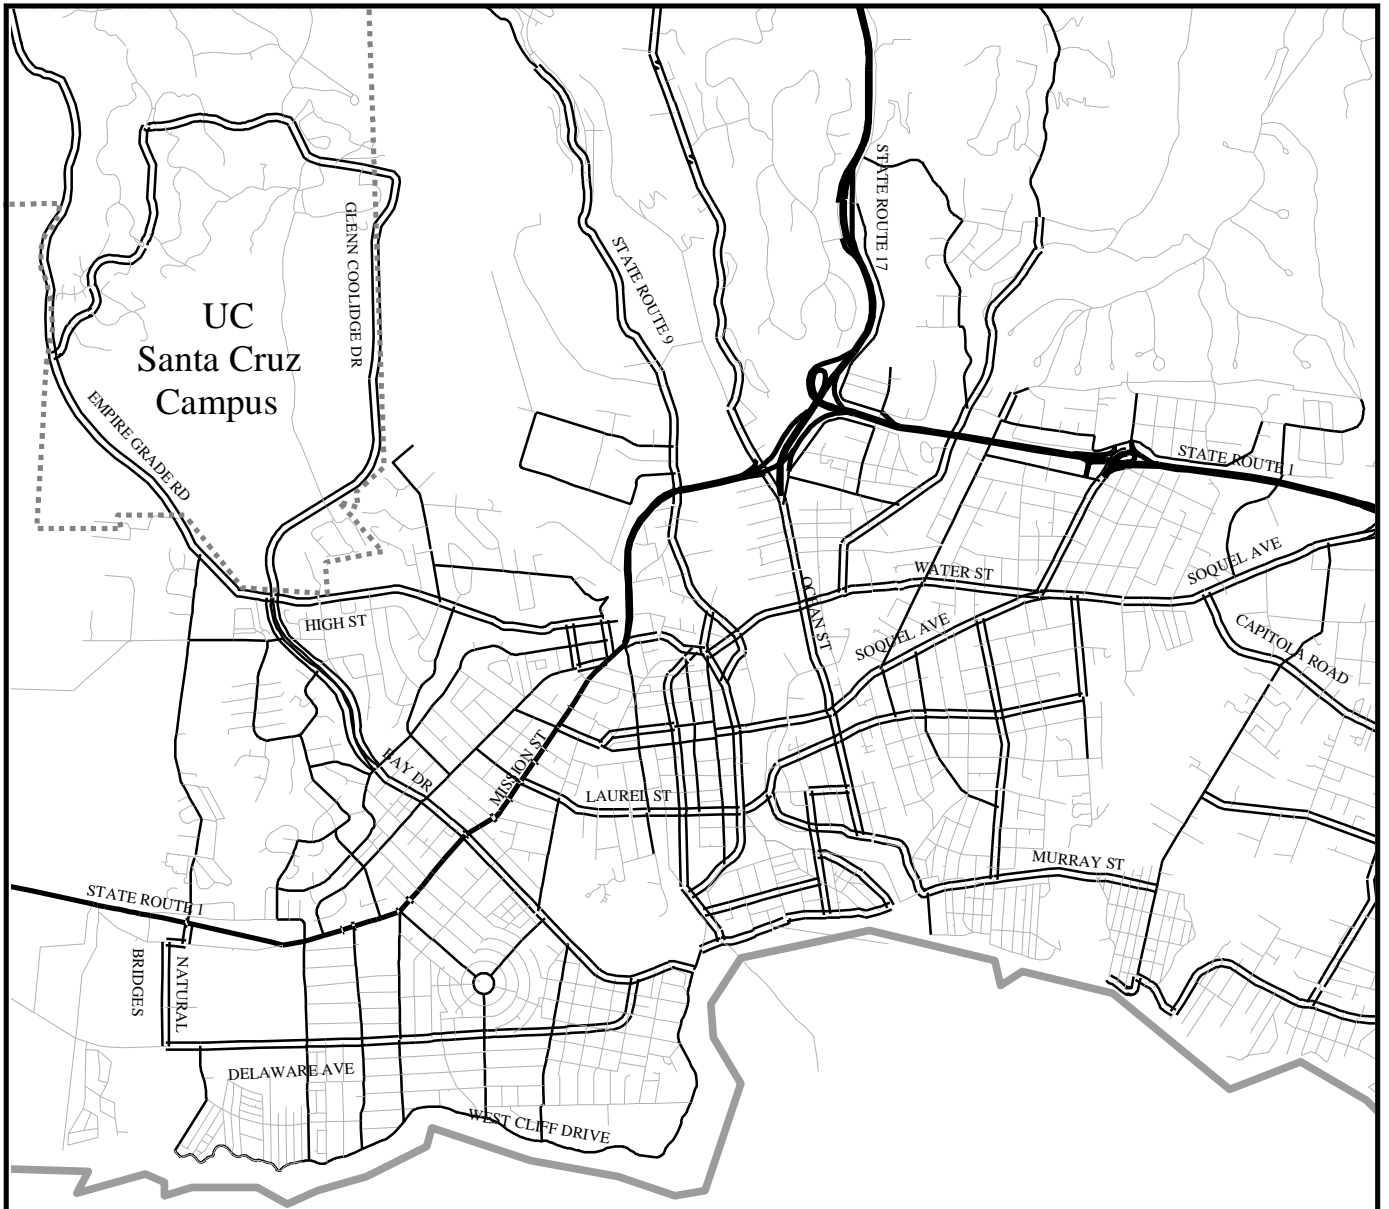 STATE ROUTE 17
GLENN COOLIDGE DR
STATE ROUTE 9
UC
Santa Cruz
Campus
EMPIRE GRADE RD
STATE ROUTE 1
SOQUEL AVE
WATER ST
OCEAN ST
HIGH ST
SOQUEL AVE
CAPITOLA ROAD
BAY DR
MISSION ST
LAUREL ST
MURRAY ST
STATE ROUTE 1
NATURAL
BRIDGES
DELAWARE AVE
WEST CLIFF DRIVE